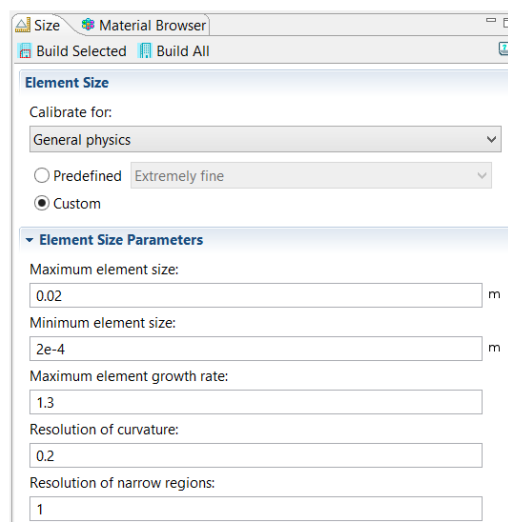 Size Material Browser
Build Selected Build All
Element Size
Calibrate for:
General physics
Predefined Extremely fine
Custom
Element Size Parameters
Maximum element size:
0.02 m
Minimum element size:
2e-4 m
Maximum element growth rate:
1.3
Resolution of curvature:
0.2
Resolution of narrow regions:
1